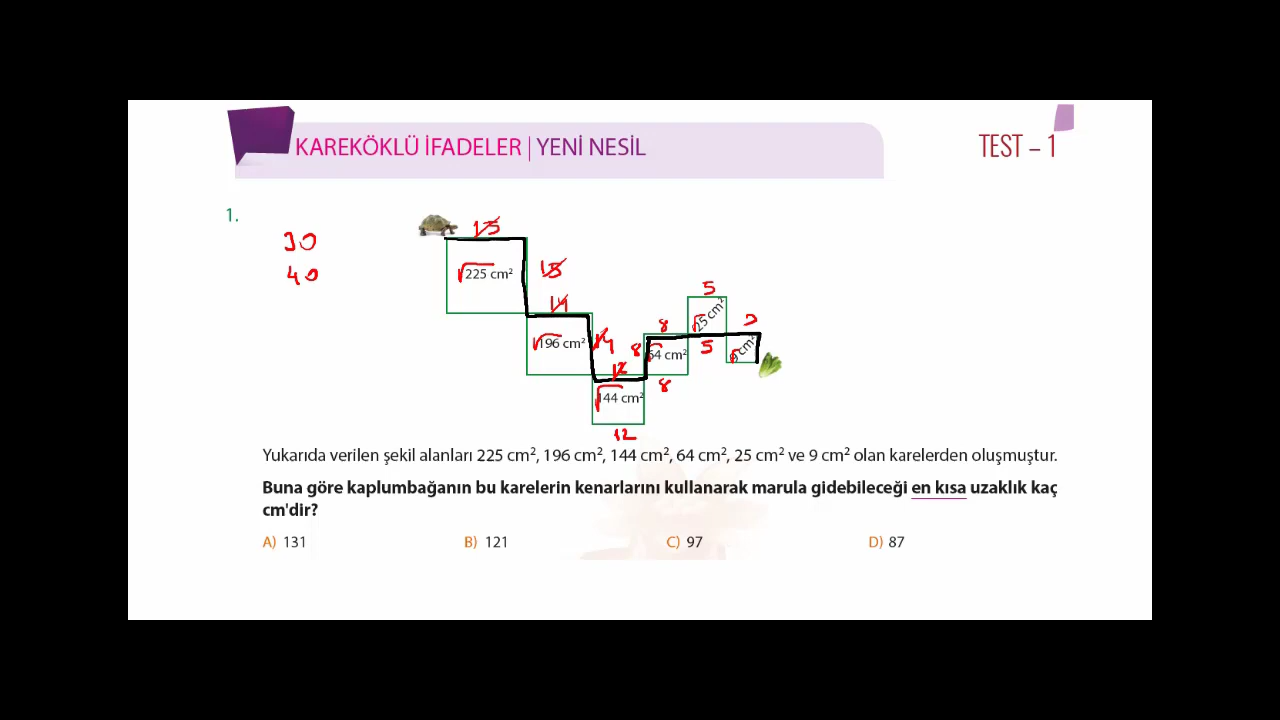 KAREKÖKLÜ İFADELER | YENİ NESİL
TEST – 1
1.
30
40
15
√225 cm²
15
14
√196 cm²
14
12
√144 cm²
12
8
8
√64 cm²
8
5
√25 cm²
5
3
√9 cm²
Yukarıda verilen şekil alanları 225 cm², 196 cm², 144 cm², 64 cm², 25 cm² ve 9 cm² olan karelerden oluşmuştur.
Buna göre kaplumbağanın bu karelerin kenarlarını kullanarak marula gidebileceği en kısa uzaklık kaç
cm'dir?
A) 131
B) 121
C) 97
D) 87